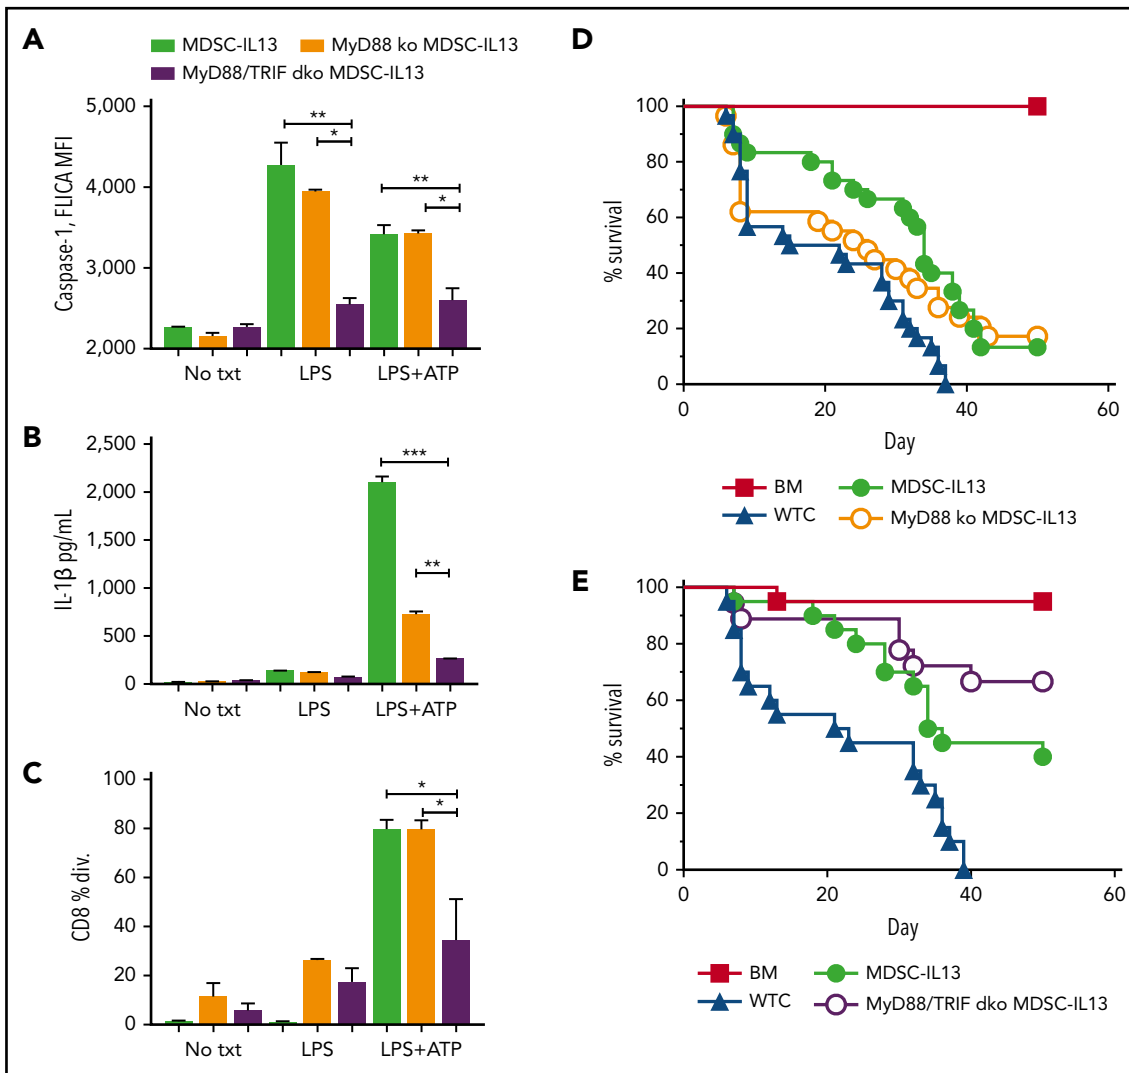 A
MDSC-IL13
MyD88 ko MDSC-IL13
MyD88/TRIF dko MDSC-IL13
Caspase-1, FLICA MFI
5,000
4,000
3,000
2,000
**
*
**
*
No txt
LPS
LPS+ATP
B
IL-1β pg/mL
2,500
2,000
1,500
1,000
500
0
***
**
No txt
LPS
LPS+ATP
C
CD8 % div.
100
80
60
40
20
0
*
*
No txt
LPS
LPS+ATP
D
% survival
100
80
60
40
20
0
0
20
40
60
Day
BM
MDSC-IL13
WTC
MyD88 ko MDSC-IL13
E
% survival
100
80
60
40
20
0
0
20
40
60
Day
BM
MDSC-IL13
WTC
MyD88/TRIF dko MDSC-IL13